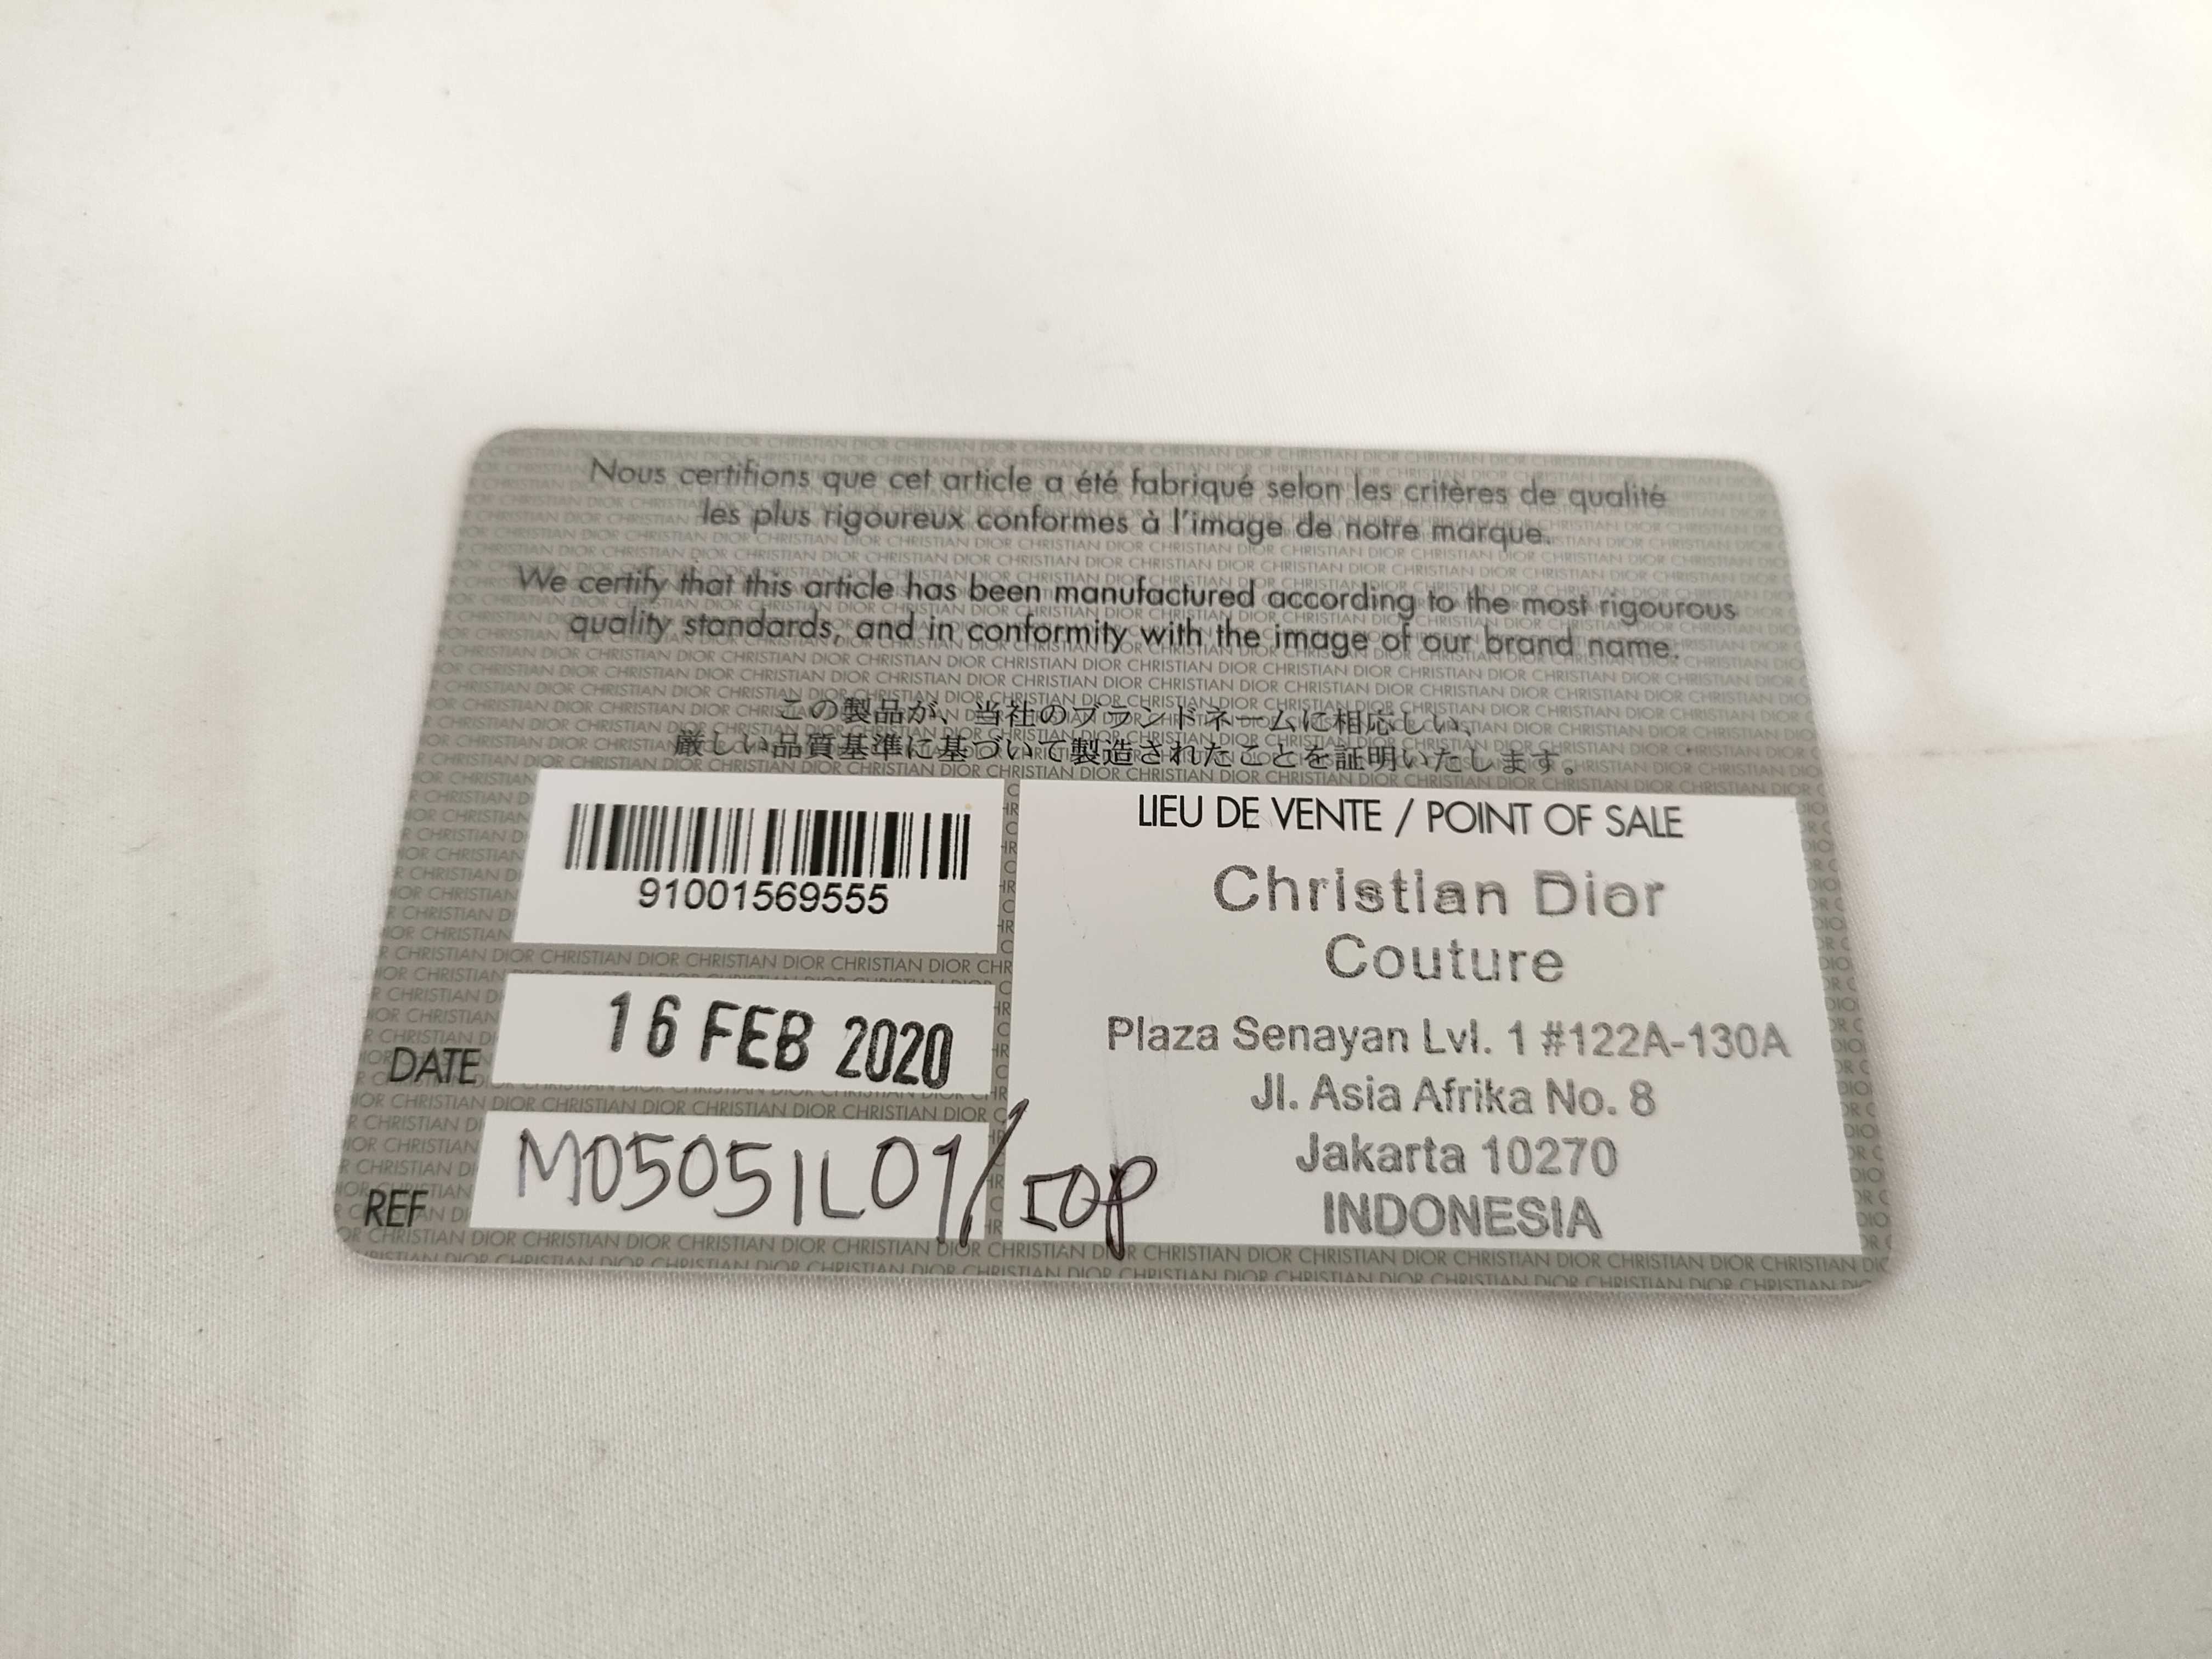 Nous certifions que cet article a été fabriqué selon les critères de qualité
les plus rigoureux conformes à l'image de notre marque.
We certify that this article has been manufactured according to the most rigourous
quality standards, and in conformity with the image of our brand name.
この製品が、当社のブランドネームに相応しい、
厳しい品質基準に基づいて製造されたことを証明いたします。
91001569555
DATE
16 FEB 2020
REF
M0505ILO1/IOP
LIEU DE VENTE / POINT OF SALE
Christian Dior
Couture
Plaza Senayan Lvl. 1 #122A-130A
Jl. Asia Afrika No. 8
Jakarta 10270
INDONESIA